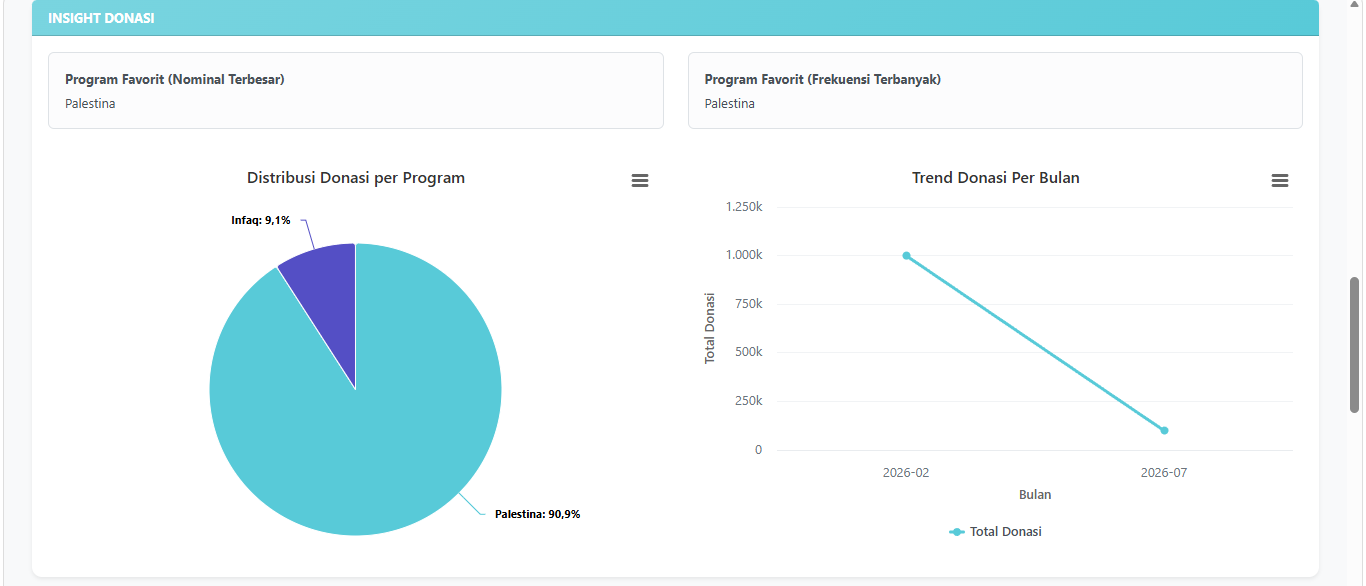 INSIGHT DONASI
Program Favorit (Nominal Terbesar)
Palestina
Program Favorit (Frekuensi Terbanyak)
Palestina
Distribusi Donasi per Program
Infaq: 9,1%
Palestina: 90,9%
Trend Donasi Per Bulan
1.250k
1.000k
750k
500k
250k
0
Total Donasi
2026-02
2026-07
Bulan
Total Donasi